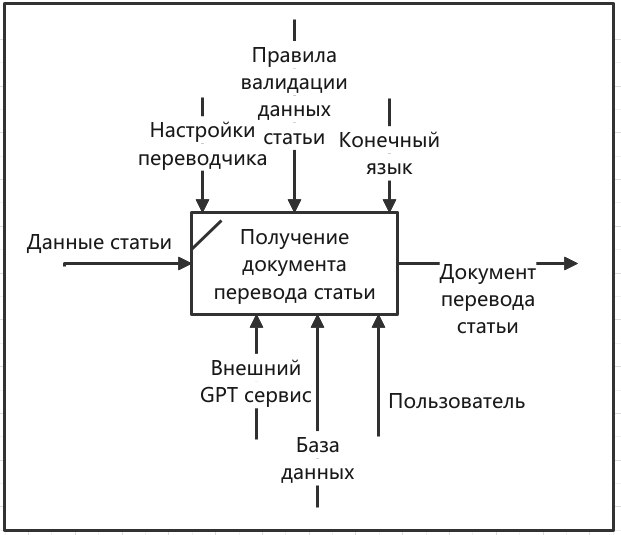 Правила
валидации
данных
статьи
Настройки
переводчика
Конечный
язык
Данные статьи
Получение
документа
перевода статьи
Документ
перевода
статьи
Внешний
GPT сервис
Пользователь
База
данных